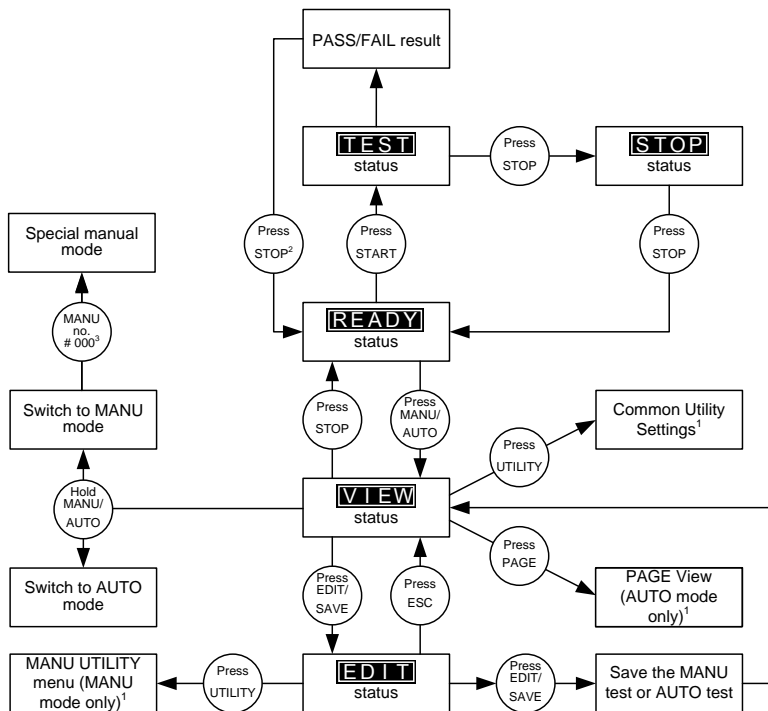 PASS/FAIL result
TEST
status
Press
STOP
STOP
status
Special manual
mode
Press
STOP²
Press
START
Press
STOP
MANU
no.
# 000³
READY
status
Switch to MANU
mode
Press
STOP
Press
MANU/
AUTO
Common Utility
Settings¹
Press
UTILITY
Hold
MANU/
AUTO
VIEW
status
Press
PAGE
Switch to AUTO
mode
Press
EDIT/
SAVE
Press
ESC
PAGE View
(AUTO mode
only)¹
MANU UTILITY
menu (MANU
mode only)¹
Press
UTILITY
EDIT
status
Press
EDIT/
SAVE
Save the MANU
test or AUTO test